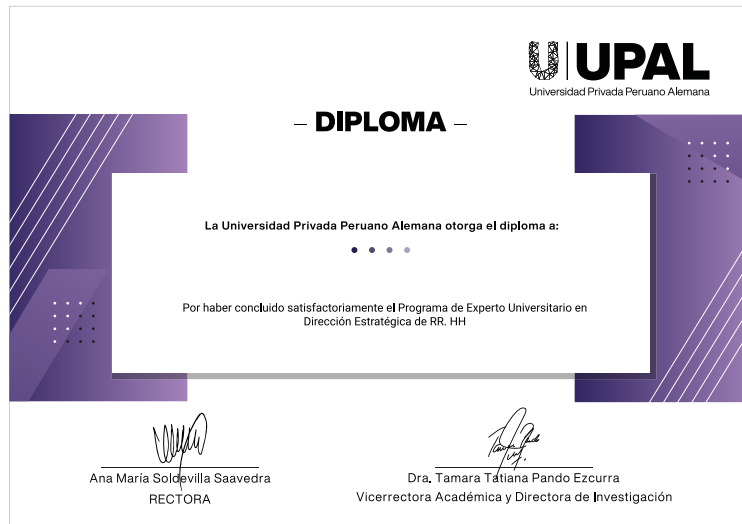 UPAL
Universidad Privada Peruano Alemana
– DIPLOMA –
La Universidad Privada Peruano Alemana otorga el diploma a:
Por haber concluido satisfactoriamente el Programa de Experto Universitario en
Dirección Estratégica de RR. HH
Ana María Soldevilla Saavedra
RECTORA
Dra. Tamara Tatiana Pando Ezcurra
Vicerrectora Académica y Directora de Investigación